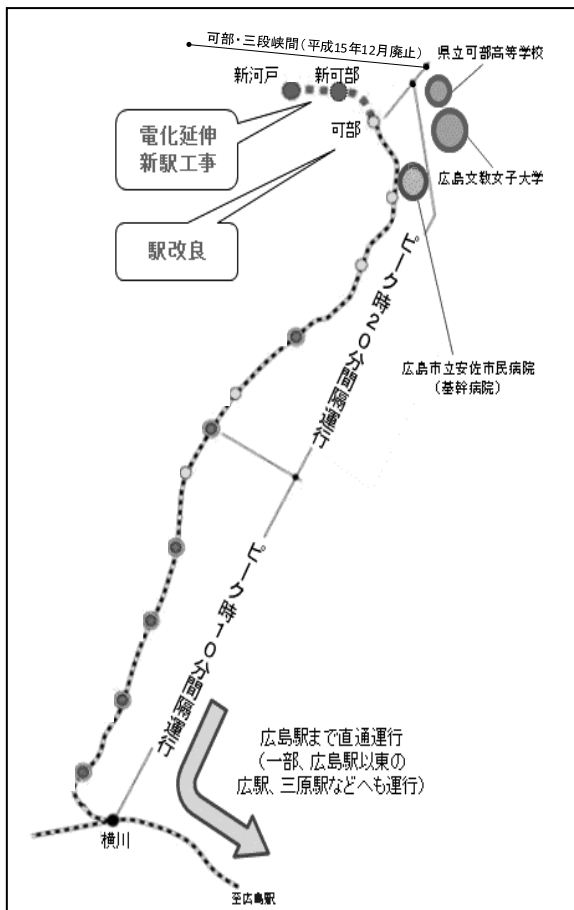 可部・三段峡間(平成15年12月廃止)
県立可部高等学校
新河戸
新可部
可部
電化延伸
新駅工事
広島文教女子大学
駅改良
ピーク時20分間隔運行
広島市立安佐市民病院
(基幹病院)
ピーク時10分間隔運行
広島駅まで直通運行
(一部、広島駅以東の
広駅、三原駅などへも運行)
横川
至広島駅